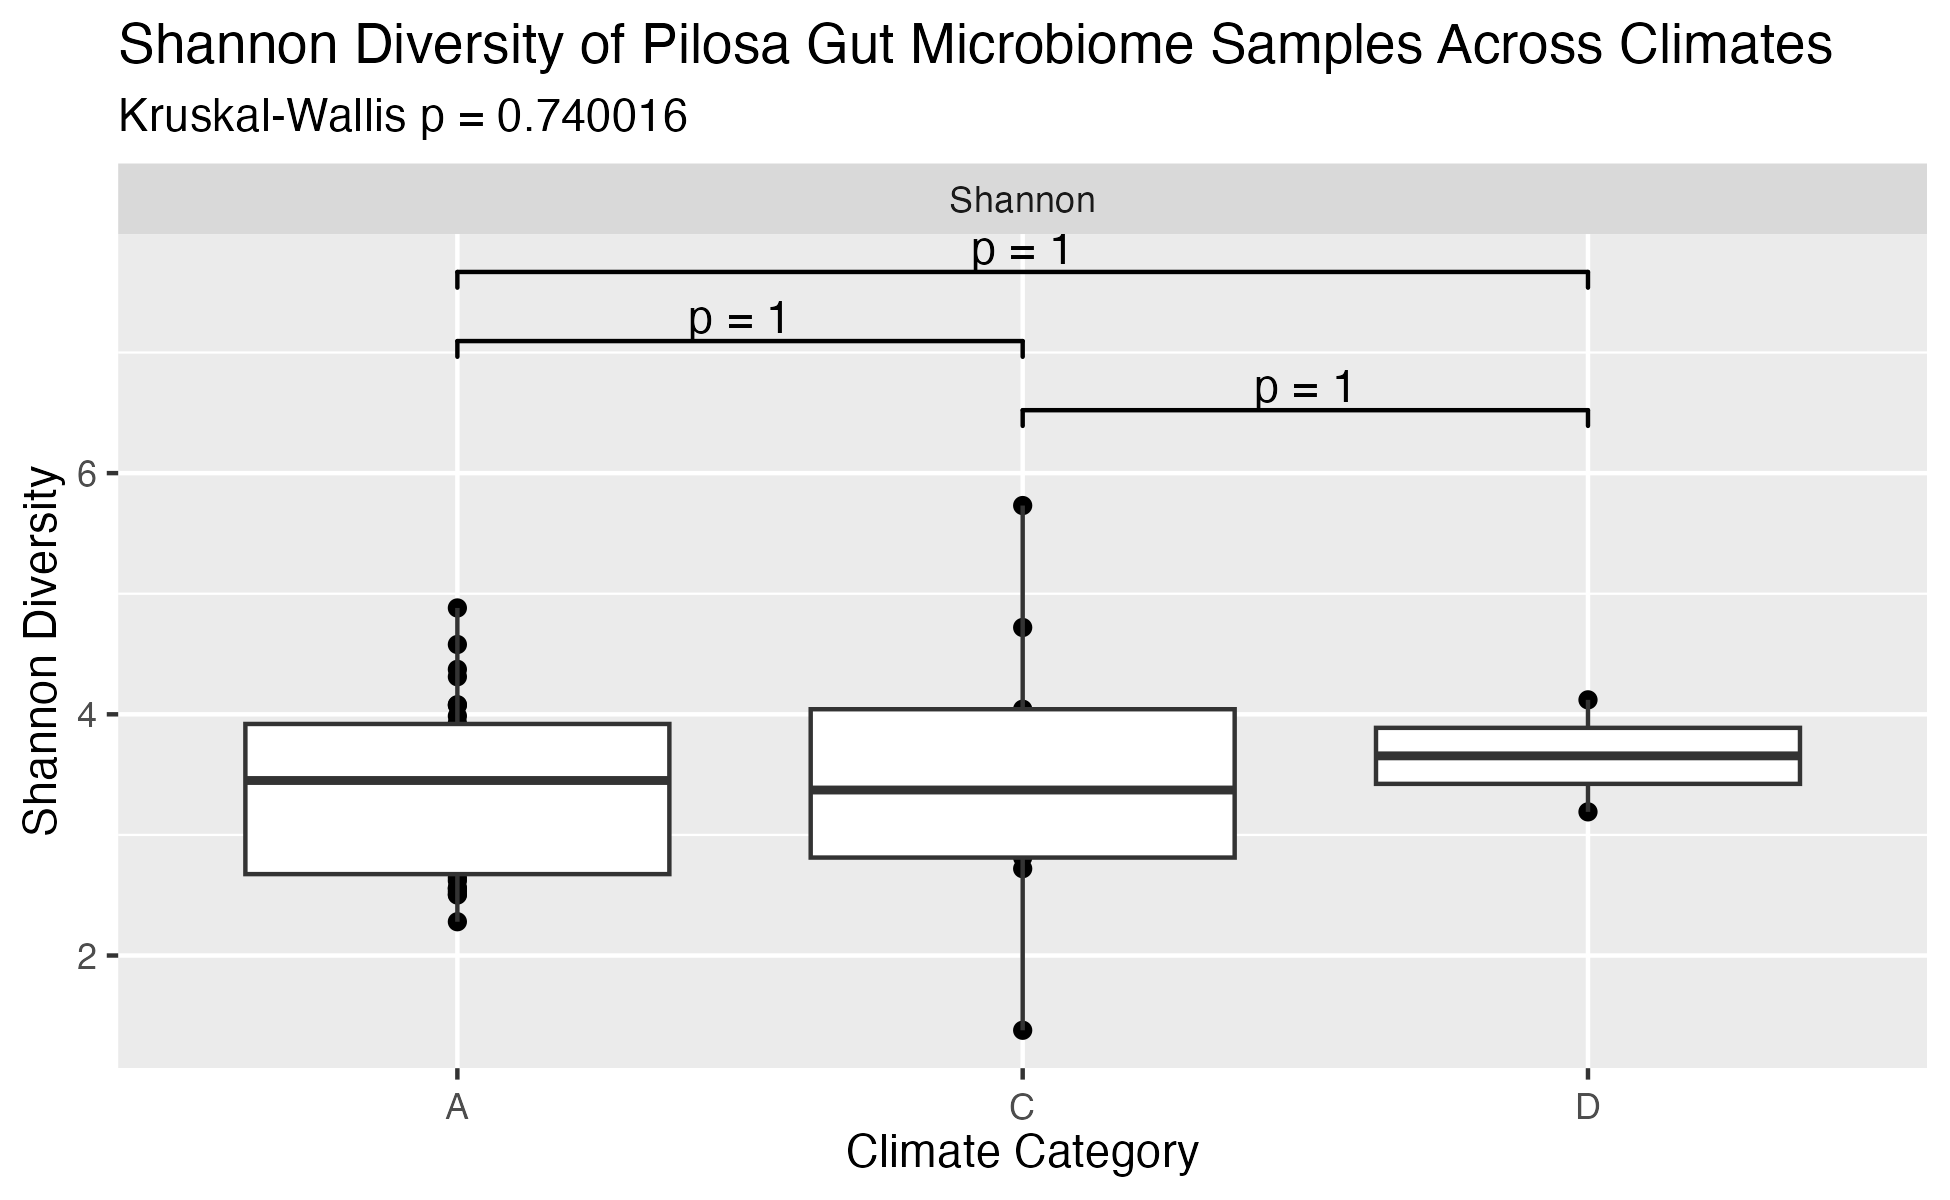 Shannon Diversity of Pilosa Gut Microbiome Samples Across Climates
Kruskal-Wallis p = 0.740016
Shannon
p = 1
p = 1
p = 1
6
4
2
Shannon Diversity
A C D
Climate Category